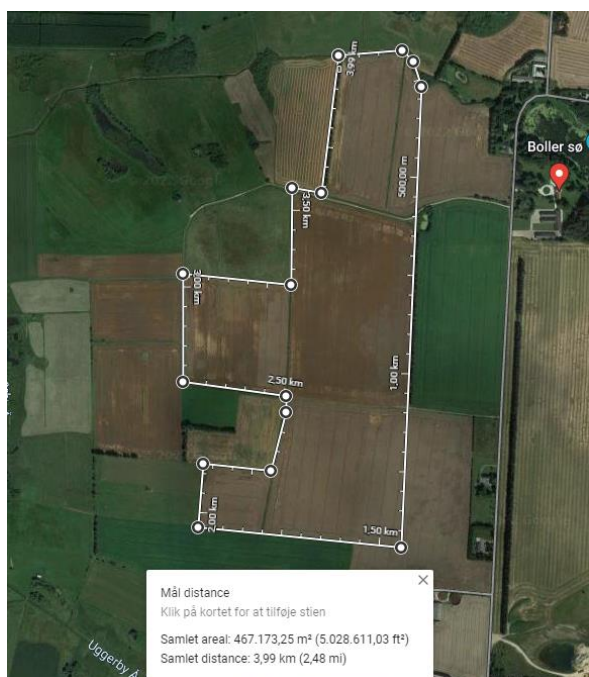 3,99 km
Boller sø
500,00 m
3,50 km
3,00 km
1,00 km
2,50 km
2,00 km
1,50 km
Mål distance
Klik på kortet for at tilføje stien
Samlet areal: 467.173,25 m² (5.028.611,03 ft²)
Samlet distance: 3,99 km (2,48 mi)
Uggerby Å